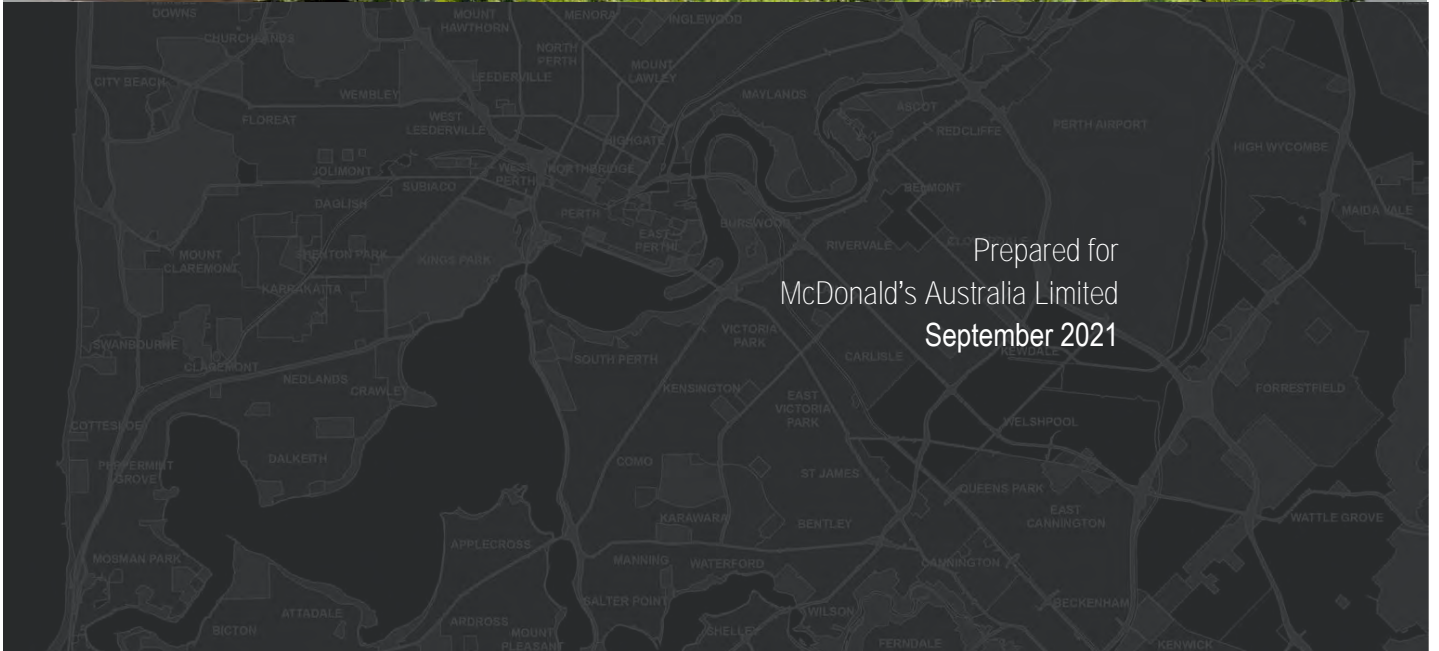 DOWNS
MOUNT
HAWTHORN
MENORA
INGLEWOOD
CHURCHLANDS
NORTH
PERTH
MOUNT
LAWLEY
CITY BEACH
LEEDERVILLE
WEMBLEY
MAYLANDS
ASCOT
FLOREAT
WEST
LEEDERVILLE
REDCLIFFE
PERTH AIRPORT
HIGHGATE
HIGH WYCOMBE
JOLIMONT
WEST
PERTH
NORTHBRIDGE
SUBIACO
BELMONT
DAGLISH
MAIDA VALE
PERTH
EAST
PERTH
BURSWOOD
RIVERVALE
CLOVERDALE
MOUNT
CLAREMONT
SHENTON PARK
KINGS PARK
Prepared for
KARRAKATTA
McDonald's Australia Limited
VICTORIA
PARK
September 2021
SWANBOURNE
SOUTH PERTH
CARLISLE
KEWDALE
CLAREMONT
NEDLANDS
CRAWLEY
KENSINGTON
EAST
VICTORIA
PARK
FORRESTFIELD
COTTESLOE
WELSHPOOL
DALKEITH
COMO
PEPPERMINT
GROVE
ST JAMES
QUEENS PARK
EAST
CANNINGTON
KARAWARA
BENTLEY
WATTLE GROVE
APPLECROSS
MOSMAN PARK
MANNING
WATERFORD
CANNINGTON
SALTER POINT
WILSON
BECKENHAM
ATTADALE
ARDROSS
BICTON
MOUNT
PLEASANT
SHELLEY
FERNDALE
KENWICK